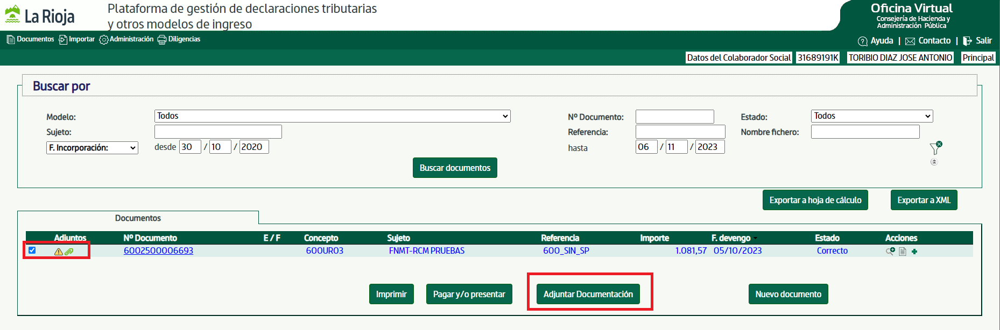 La Rioja
Plataforma de gestión de declaraciones tributarias
y otros modelos de ingreso
Oficina Virtual
Consejería de Hacienda y
Administración Pública
Documentos Importar Administración Diligencias
Ayuda | Contacto | Salir
Datos del Colaborador Social 31689191K TORIBIO DIAZ JOSE ANTONIO Principal
Buscar por
Modelo: Todos Nº Documento: Estado: Todos
Sujeto: Referencia: Nombre fichero:
F. Incorporación: desde 30 / 10 / 2020 hasta 06 / 11 / 2023
Buscar documentos
Exportar a hoja de cálculo Exportar a XML
Documentos
Adjuntos Nº Documento E / F Concepto Sujeto Referencia Importe F. devengo Estado Acciones
6002500006693 600UR03 FNMT-RCM PRUEBAS 600_SIN_SP 1.081,57 05/10/2023 Correcto
Imprimir Pagar y/o presentar Adjuntar Documentación Nuevo documento